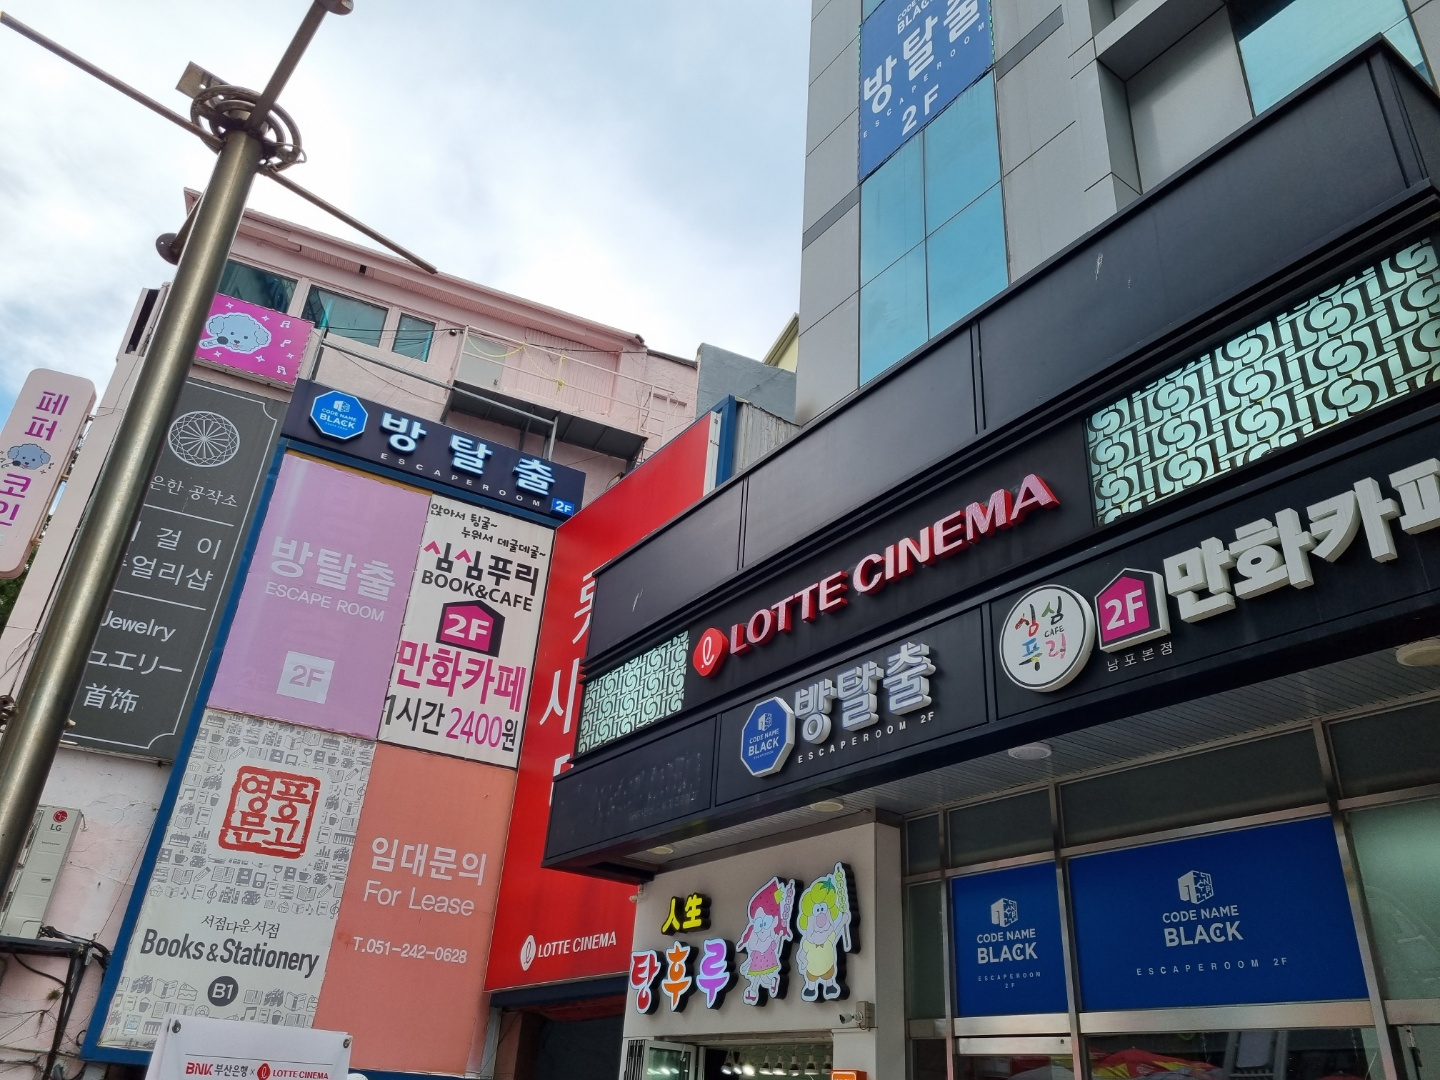 CODE NAME
BLACK
방탈출
ESCAPEROOM
2F
페퍼
코인
은한 공작소
걸이
얼리샵
Jewelry
ュエリー
首饰
CODE NAME
BLACK
방탈출
ESCAPEROOM
2F
방탈출
ESCAPE ROOM
2F
앉아서 뒹굴~
누워서 데굴데굴~
심심푸리
BOOK&CAFE
2F
만화카페
1시간 2400원
영풍문고
서점다운 서점
Books & Stationery
B1
임대문의
For Lease
T.051-242-0628
LOTTE CINEMA
BNK 부산은행 x LOTTE CINEMA
LG
LOTTE CINEMA
CODE NAME
BLACK
방탈출
ESCAPEROOM 2F
심심
CAFE
푸리
2F
만화카페
남포본점
人生
탕후루
CODE NAME
BLACK
ESCAPEROOM
2F
CODE NAME
BLACK
ESCAPEROOM 2F